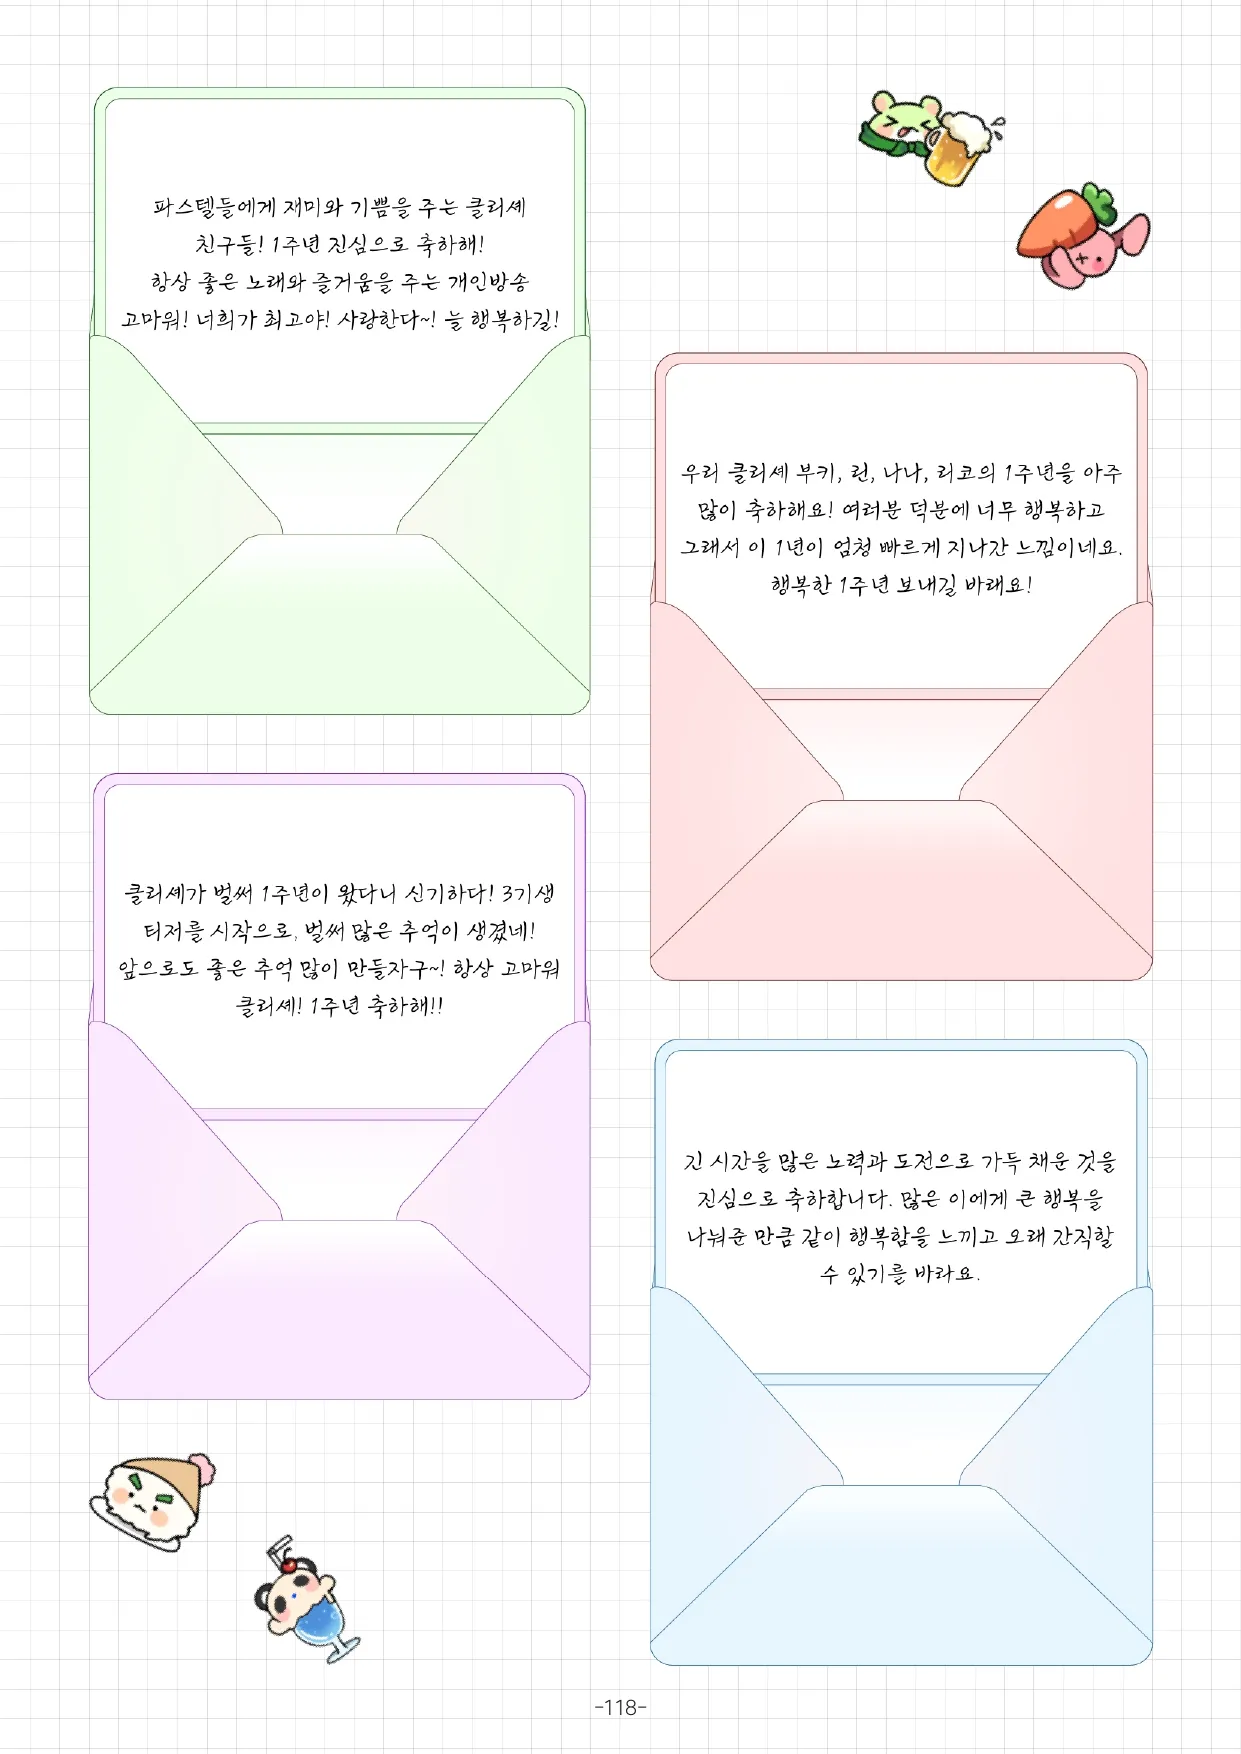 파스텔들에게 재미와 기쁨을 주는 클리셰
친구들! 1주년 진심으로 축하해!
항상 좋은 노래와 즐거움을 주는 개인방송
고마워! 너희가 최고야! 사랑한다~! 늘 행복하길!
우리 클리셰 부키, 린, 나나, 리코의 1주년을 아주
많이 축하해요! 여러분 덕분에 너무 행복하고
그래서 이 1년이 엄청 빠르게 지나간 느낌이네요.
행복한 1주년 보내길 바래요!
클리셰가 벌써 1주년이 왔다니 신기하다! 3기생
티저를 시작으로, 벌써 많은 추억이 생겼네!
앞으로도 좋은 추억 많이 만들자구~! 항상 고마워
클리셰! 1주년 축하해!!
긴 시간을 많은 노력과 도전으로 가득 채운 것을
진심으로 축하합니다. 많은 이에게 큰 행복을
나눠준 만큼 같이 행복함을 느끼고 오래 간직할
수 있기를 바라요.
-118-